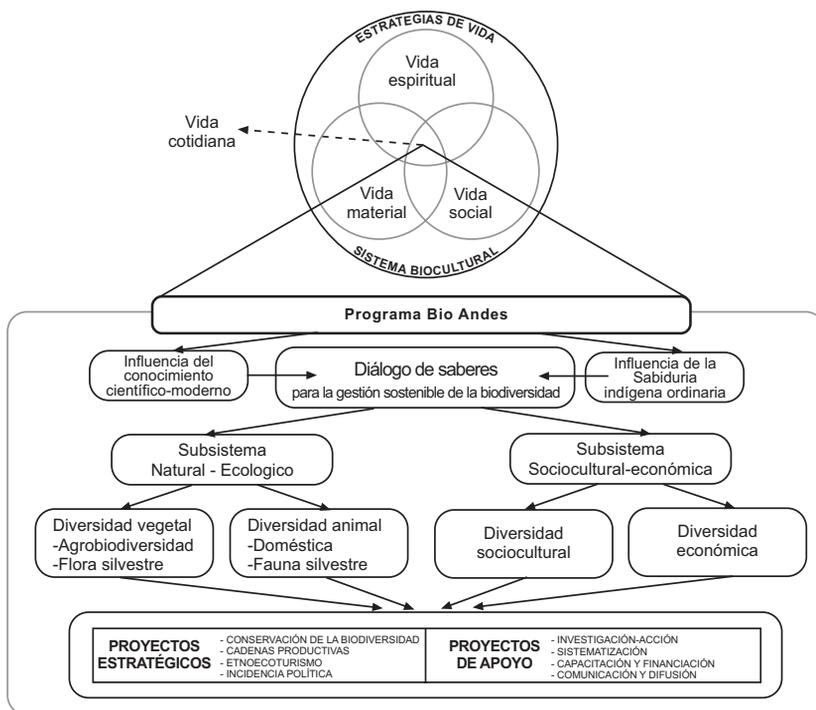 ESTRATEGIAS DE VIDA
Vida
espiritual
Vida
cotidiana
Vida
material
Vida
social
SISTEMA BIOCULTURAL
Programa Bio Andes
Influencia del
conocimiento
científico-moderno
Diálogo de saberes
para la gestión sostenible de la biodiversidad
Influencia de la
Sabiduria
indígena ordinaria
Subsistema
Natural - Ecologico
Subsistema
Sociocultural-económica
Diversidad vegetal
-Agrobiodiversidad
-Flora silvestre
Diversidad animal
-Doméstica
-Fauna silvestre
Diversidad
sociocultural
Diversidad
económica
PROYECTOS
ESTRATÉGICOS
- CONSERVACIÓN DE LA BIODIVERSIDAD
- CADENAS PRODUCTIVAS
- ETNOECOTURISMO
- INCIDENCIA POLÍTICA
PROYECTOS
DE APOYO
- INVESTIGACIÓN-ACCIÓN
- SISTEMATIZACIÓN
- CAPACITACIÓN Y FINANCIACIÓN
- COMUNICACIÓN Y DIFUSIÓN